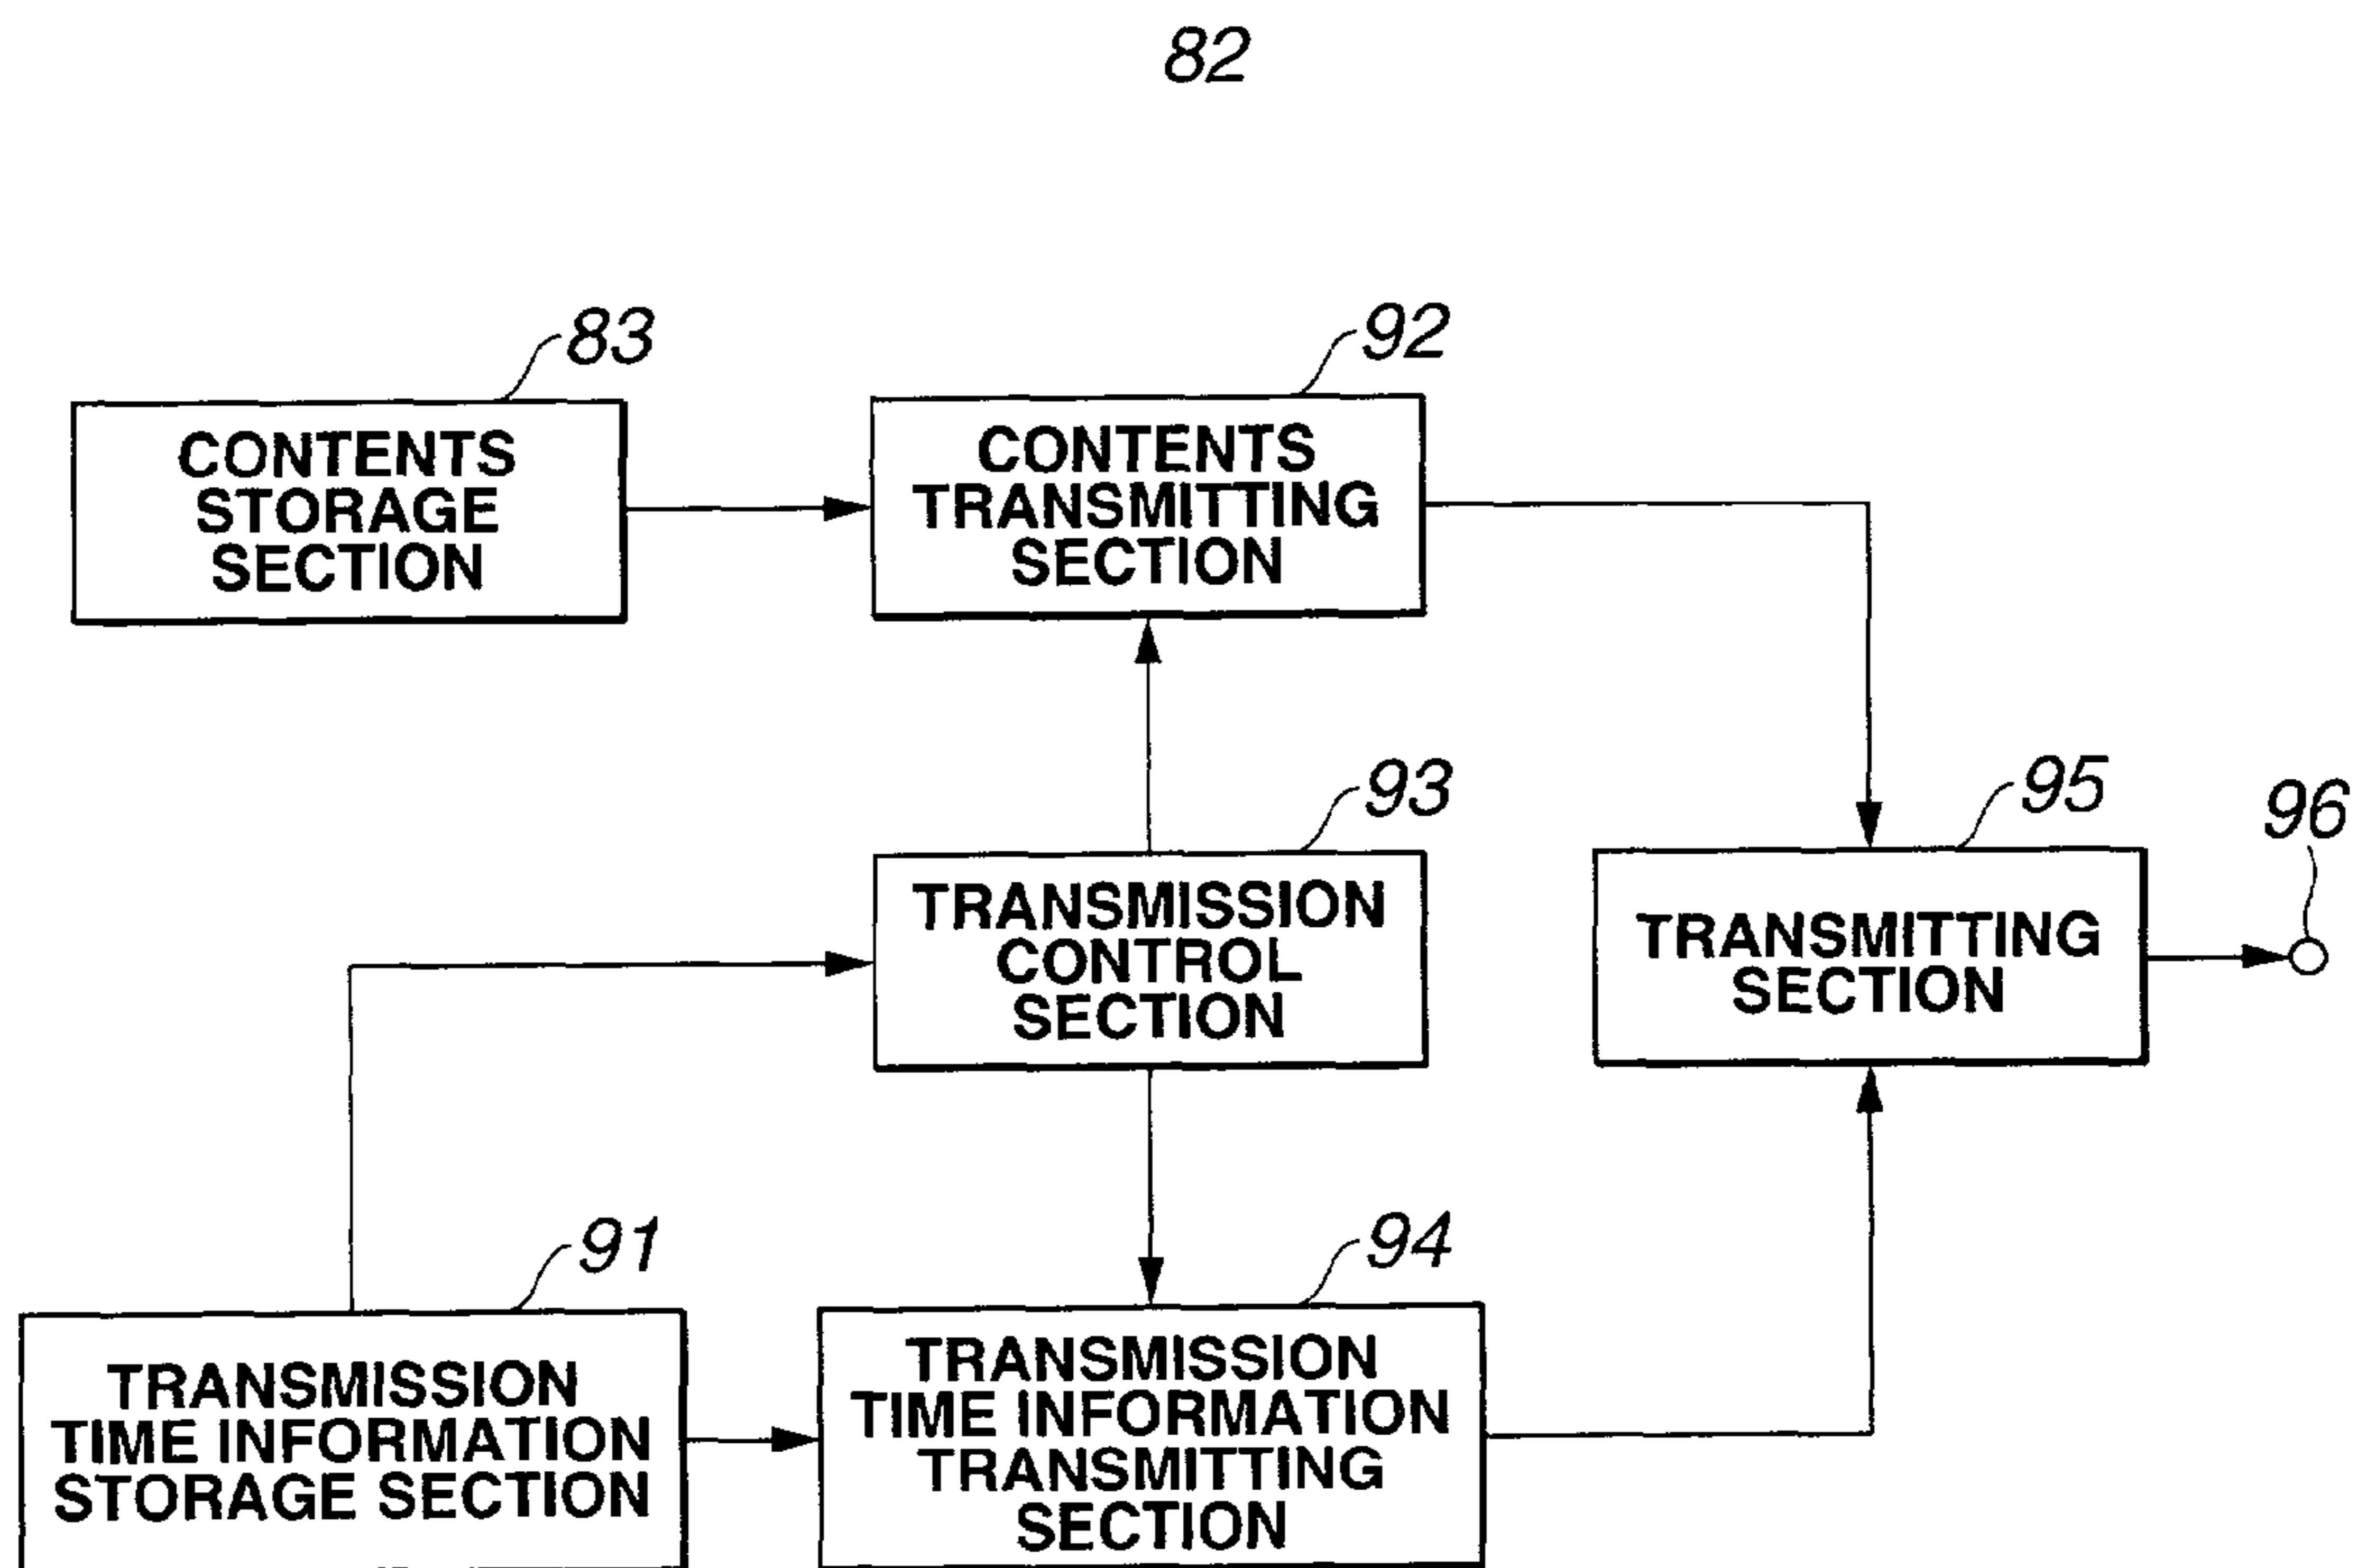 82
83
CONTENTS
STORAGE
SECTION
92
CONTENTS
TRANSMITTING
SECTION
93
TRANSMISSION
CONTROL
SECTION
95
TRANSMITTING
SECTION
96
91
TRANSMISSION
TIME INFORMATION
STORAGE SECTION
94
TRANSMISSION
TIME INFORMATION
TRANSMITTING
SECTION